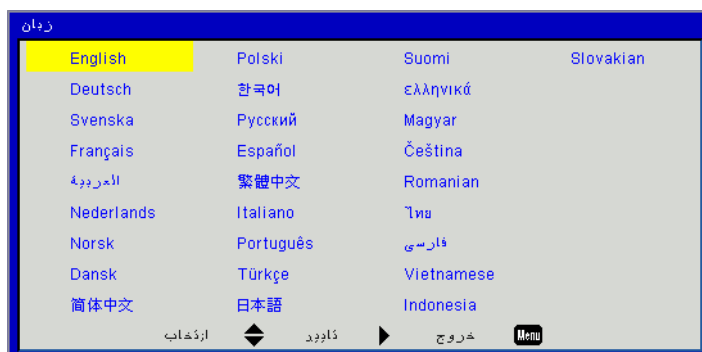 زبان
English Polski Suomi Slovakian
Deutsch 한국어 ελληνικά
Svenska Русский Magyar
Français Español Čeština
العربية 繁體中文 Romanian
Nederlands Italiano ไทย
Norsk Português فارسی
Dansk Türkçe Vietnamese
简体中文 日本語 Indonesia
انتخاب تایید خروج Menu